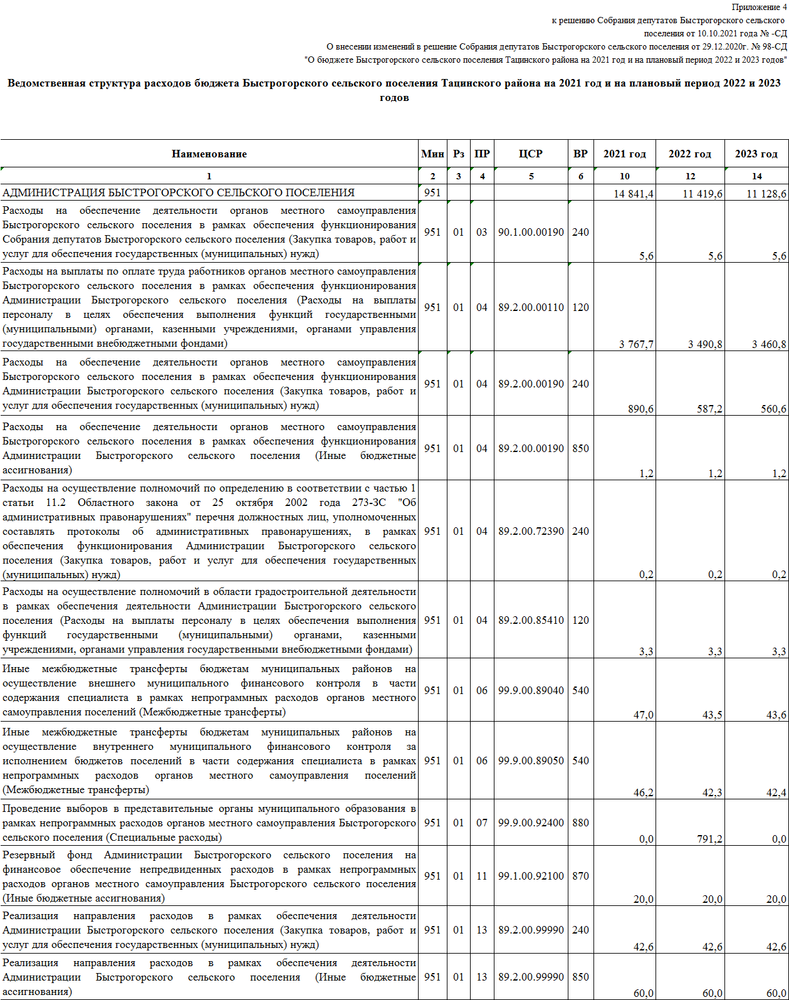 Приложение 4
к решению Собрания депутатов Быстрогорского сельского
поселения от 10.10.2021 года № -СД
О внесении изменений в решение Собрания депутатов Быстрогорского сельского поселения от 29.12.2020г. № 98-СД
"О бюджете Быстрогорского сельского поселения Тацинского района на 2021 год и на плановый период 2022 и 2023 годов"
Ведомственная структура расходов бюджета Быстрогорского сельского поселения Тацинского района на 2021 год и на плановый период 2022 и 2023
годов
Наименование Мин Рз ПР ЦСР ВР 2021 год 2022 год 2023 год
1 2 3 4 5 6 10 12 14
АДМИНИСТРАЦИЯ БЫСТРОГОРСКОГО СЕЛЬСКОГО ПОСЕЛЕНИЯ 951 14 841,4 11 419,6 11 128,6
Расходы на обеспечение деятельности органов местного самоуправления
Быстрогорского сельского поселения в рамках обеспечения функционирования
Собрания депутатов Быстрогорского сельского поселения (Закупка товаров, работ и
услуг для обеспечения государственных (муниципальных) нужд)
951 01 03 90.1.00.00190 240 5,6 5,6 5,6
Расходы на выплаты по оплате труда работников органов местного самоуправления
Быстрогорского сельского поселения в рамках обеспечения функционирования
Администрации Быстрогорского сельского поселения (Расходы на выплаты
персоналу в целях обеспечения выполнения функций государственными
(муниципальными) органами, казенными учреждениями, органами управления
государственными внебюджетными фондами)
951 01 04 89.2.00.00110 120 3 767,7 3 490,8 3 460,8
Расходы на обеспечение деятельности органов местного самоуправления
Быстрогорского сельского поселения в рамках обеспечения функционирования
Администрации Быстрогорского сельского поселения (Закупка товаров, работ и
услуг для обеспечения государственных (муниципальных) нужд)
951 01 04 89.2.00.00190 240 890,6 587,2 560,6
Расходы на обеспечение деятельности органов местного самоуправления
Быстрогорского сельского поселения в рамках обеспечения функционирования
Администрации Быстрогорского сельского поселения (Иные бюджетные
ассигнования)
951 01 04 89.2.00.00190 850 1,2 1,2 1,2
Расходы на осуществление полномочий по определению в соответствии с частью 1
статьи 11.2 Областного закона от 25 октября 2002 года 273-ЗС "Об
административных правонарушениях" перечня должностных лиц, уполномоченных
составлять протоколы об административных правонарушениях, в рамках
обеспечения функционирования Администрации Быстрогорского сельского
поселения (Закупка товаров, работ и услуг для обеспечения государственных
(муниципальных) нужд)
951 01 04 89.2.00.72390 240 0,2 0,2 0,2
Расходы на осуществление полномочий в области градостроительной деятельности
в рамках обеспечения деятельности Администрации Быстрогорского сельского
поселения (Расходы на выплаты персоналу в целях обеспечения выполнения
функций государственными (муниципальными) органами, казенными
учреждениями, органами управления государственными внебюджетными фондами)
951 01 04 89.2.00.85410 120 3,3 3,3 3,3
Иные межбюджетные трансферты бюджетам муниципальных районов на
осуществление внешнего муниципального финансового контроля в части
содержания специалиста в рамках непрограммных расходов органов местного
самоуправления поселений (Межбюджетные трансферты)
951 01 06 99.9.00.89040 540 47,0 43,5 43,6
Иные межбюджетные трансферты бюджетам муниципальных районов на
осуществление внутреннего муниципального финансового контроля за
исполнением бюджетов поселений в части содержания специалиста в рамках
непрограммных расходов органов местного самоуправления поселений
(Межбюджетные трансферты)
951 01 06 99.9.00.89050 540 46,2 42,3 42,4
Проведение выборов в представительные органы муниципального образования в
рамках непрограммных расходов органов местного самоуправления Быстрогорского
сельского поселения (Специальные расходы)
951 01 07 99.9.00.92400 880 0,0 791,2 0,0
Резервный фонд Администрации Быстрогорского сельского поселения на
финансовое обеспечение непредвиденных расходов в рамках непрограммных
расходов органов местного самоуправления Быстрогорского сельского поселения
(Иные бюджетные ассигнования)
951 01 11 99.1.00.92100 870 20,0 20,0 20,0
Реализация направления расходов в рамках обеспечения деятельности
Администрации Быстрогорского сельского поселения (Закупка товаров, работ и
услуг для обеспечения государственных (муниципальных) нужд)
951 01 13 89.2.00.99990 240 42,6 42,6 42,6
Реализация направления расходов в рамках обеспечения деятельности
Администрации Быстрогорского сельского поселения (Иные бюджетные
ассигнования)
951 01 13 89.2.00.99990 850 60,0 60,0 60,0